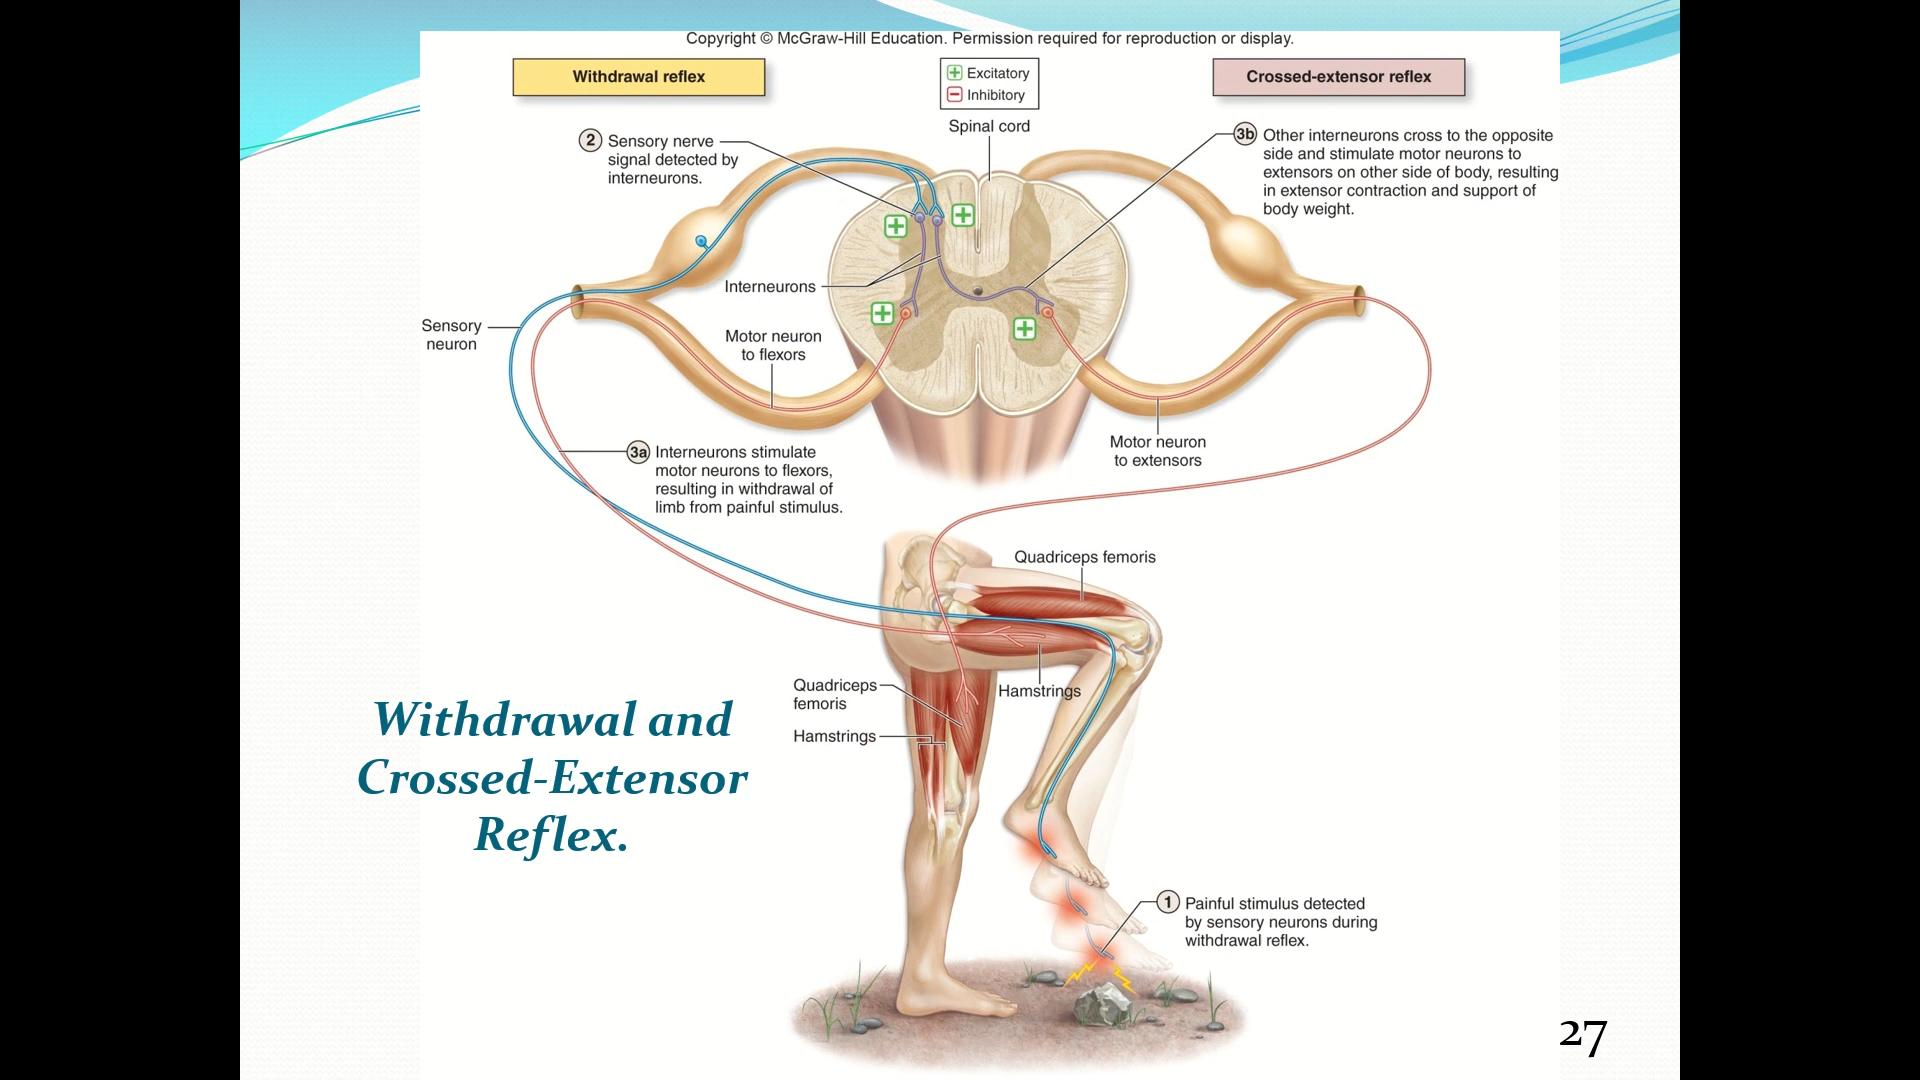 Copyright © McGraw-Hill Education. Permission required for reproduction or display.
Withdrawal reflex
+ Excitatory
− Inhibitory
Crossed-extensor reflex
Spinal cord
2 Sensory nerve
signal detected by
interneurons.
3b Other interneurons cross to the opposite
side and stimulate motor neurons to
extensors on other side of body, resulting
in extensor contraction and support of
body weight.
+
+
Interneurons
+
+
Sensory
neuron
Motor neuron
to flexors
Motor neuron
to extensors
3a Interneurons stimulate
motor neurons to flexors,
resulting in withdrawal of
limb from painful stimulus.
Quadriceps femoris
Quadriceps
femoris
Hamstrings
Hamstrings
Withdrawal and
Crossed-Extensor
Reflex.
1 Painful stimulus detected
by sensory neurons during
withdrawal reflex.
27